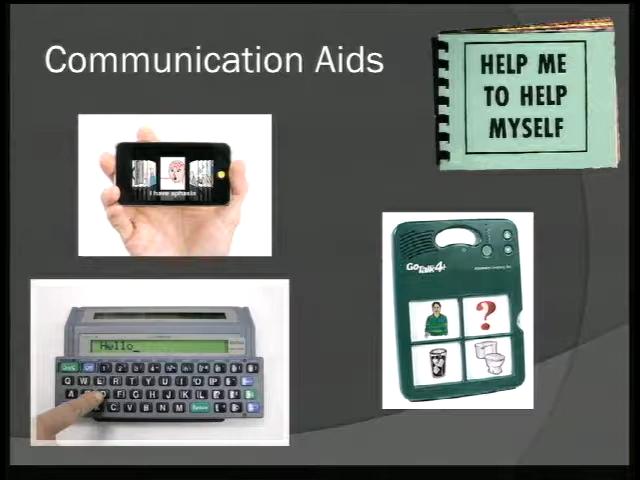 Communication Aids
HELP ME
TO HELP
MYSELF
I have aphasia
GoTalk4+
Hello_
Q W E R T Y U I O P
A F G H J K L
C V B N M